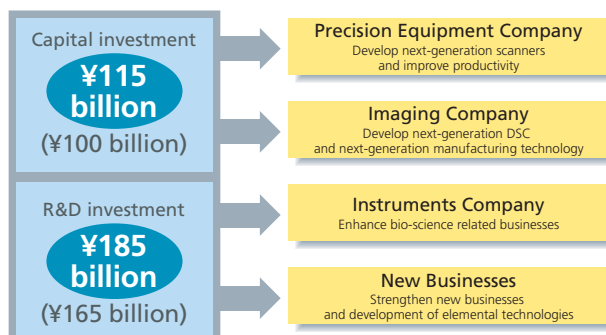 Capital investment
¥115
billion
(¥100 billion)
R&D investment
¥185
billion
(¥165 billion)
Precision Equipment Company
Develop next-generation scanners
and improve productivity
Imaging Company
Develop next-generation DSC
and next-generation manufacturing technology
Instruments Company
Enhance bio-science related businesses
New Businesses
Strengthen new businesses
and development of elemental technologies